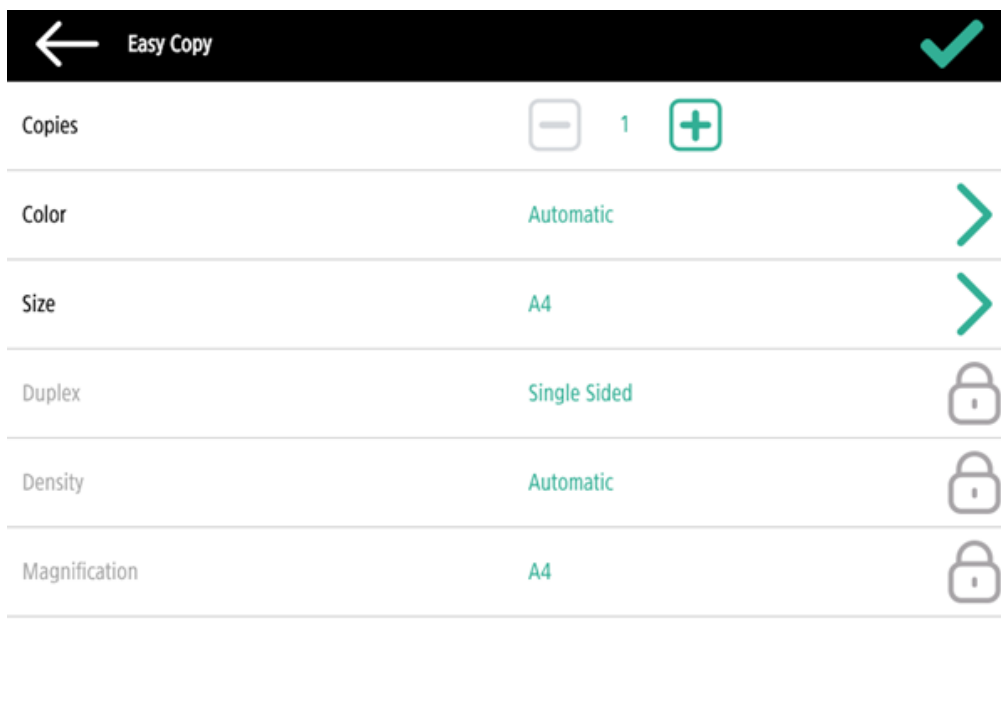 Easy Copy
Copies 1
Color Automatic
Size A4
Duplex Single Sided
Density Automatic
Magnification A4